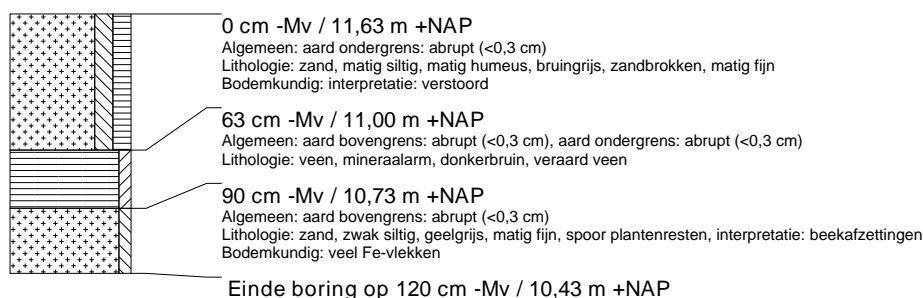 0 cm -Mv / 11,63 m +NAP
Algemeen: aard ondergrens: abrupt (<0,3 cm)
Lithologie: zand, matig siltig, matig humeus, bruingrijs, zandbrokken, matig fijn
Bodemkundig: interpretatie: verstoord
63 cm -Mv / 11,00 m +NAP
Algemeen: aard bovengrens: abrupt (<0,3 cm), aard ondergrens: abrupt (<0,3 cm)
Lithologie: veen, mineraalarm, donkerbruin, veraard veen
90 cm -Mv / 10,73 m +NAP
Algemeen: aard bovengrens: abrupt (<0,3 cm)
Lithologie: zand, zwak siltig, geelgrijs, matig fijn, spoor plantenresten, interpretatie: beekafzettingen
Bodemkundig: veel Fe-vlekken
Einde boring op 120 cm -Mv / 10,43 m +NAP